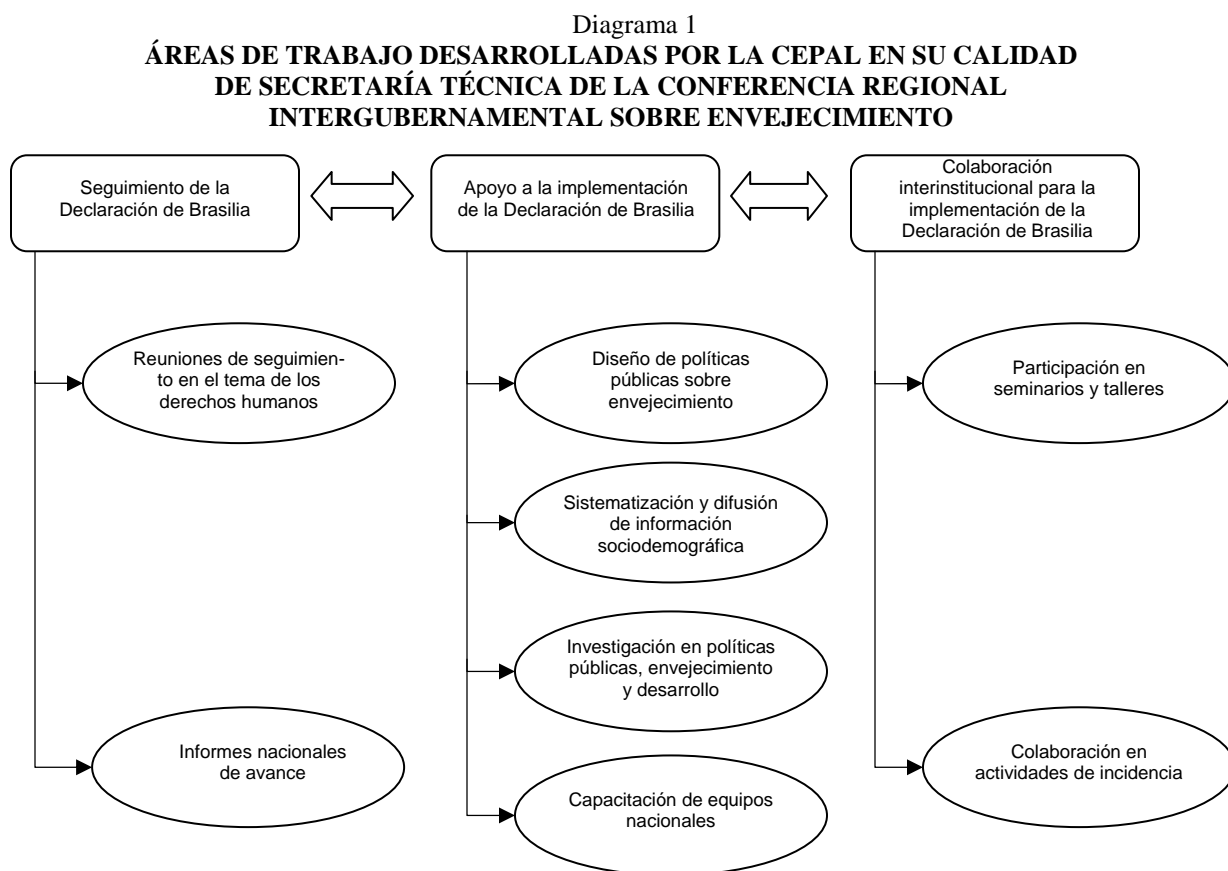 Diagrama 1
ÁREAS DE TRABAJO DESARROLLADAS POR LA CEPAL EN SU CALIDAD
DE SECRETARÍA TÉCNICA DE LA CONFERENCIA REGIONAL
INTERGUBERNAMENTAL SOBRE ENVEJECIMIENTO
Seguimiento de la
Declaración de Brasilia
Apoyo a la implementación
de la Declaración de Brasilia
Colaboración
interinstitucional para la
implementación de la
Declaración de Brasilia
Reuniones de seguimien-
to en el tema de los
derechos humanos
Informes nacionales
de avance
Diseño de políticas
públicas sobre
envejecimiento
Sistematización y difusión
de información
sociodemográfica
Investigación en políticas
públicas, envejecimiento
y desarrollo
Capacitación de equipos
nacionales
Participación en
seminarios y talleres
Colaboración en
actividades de incidencia